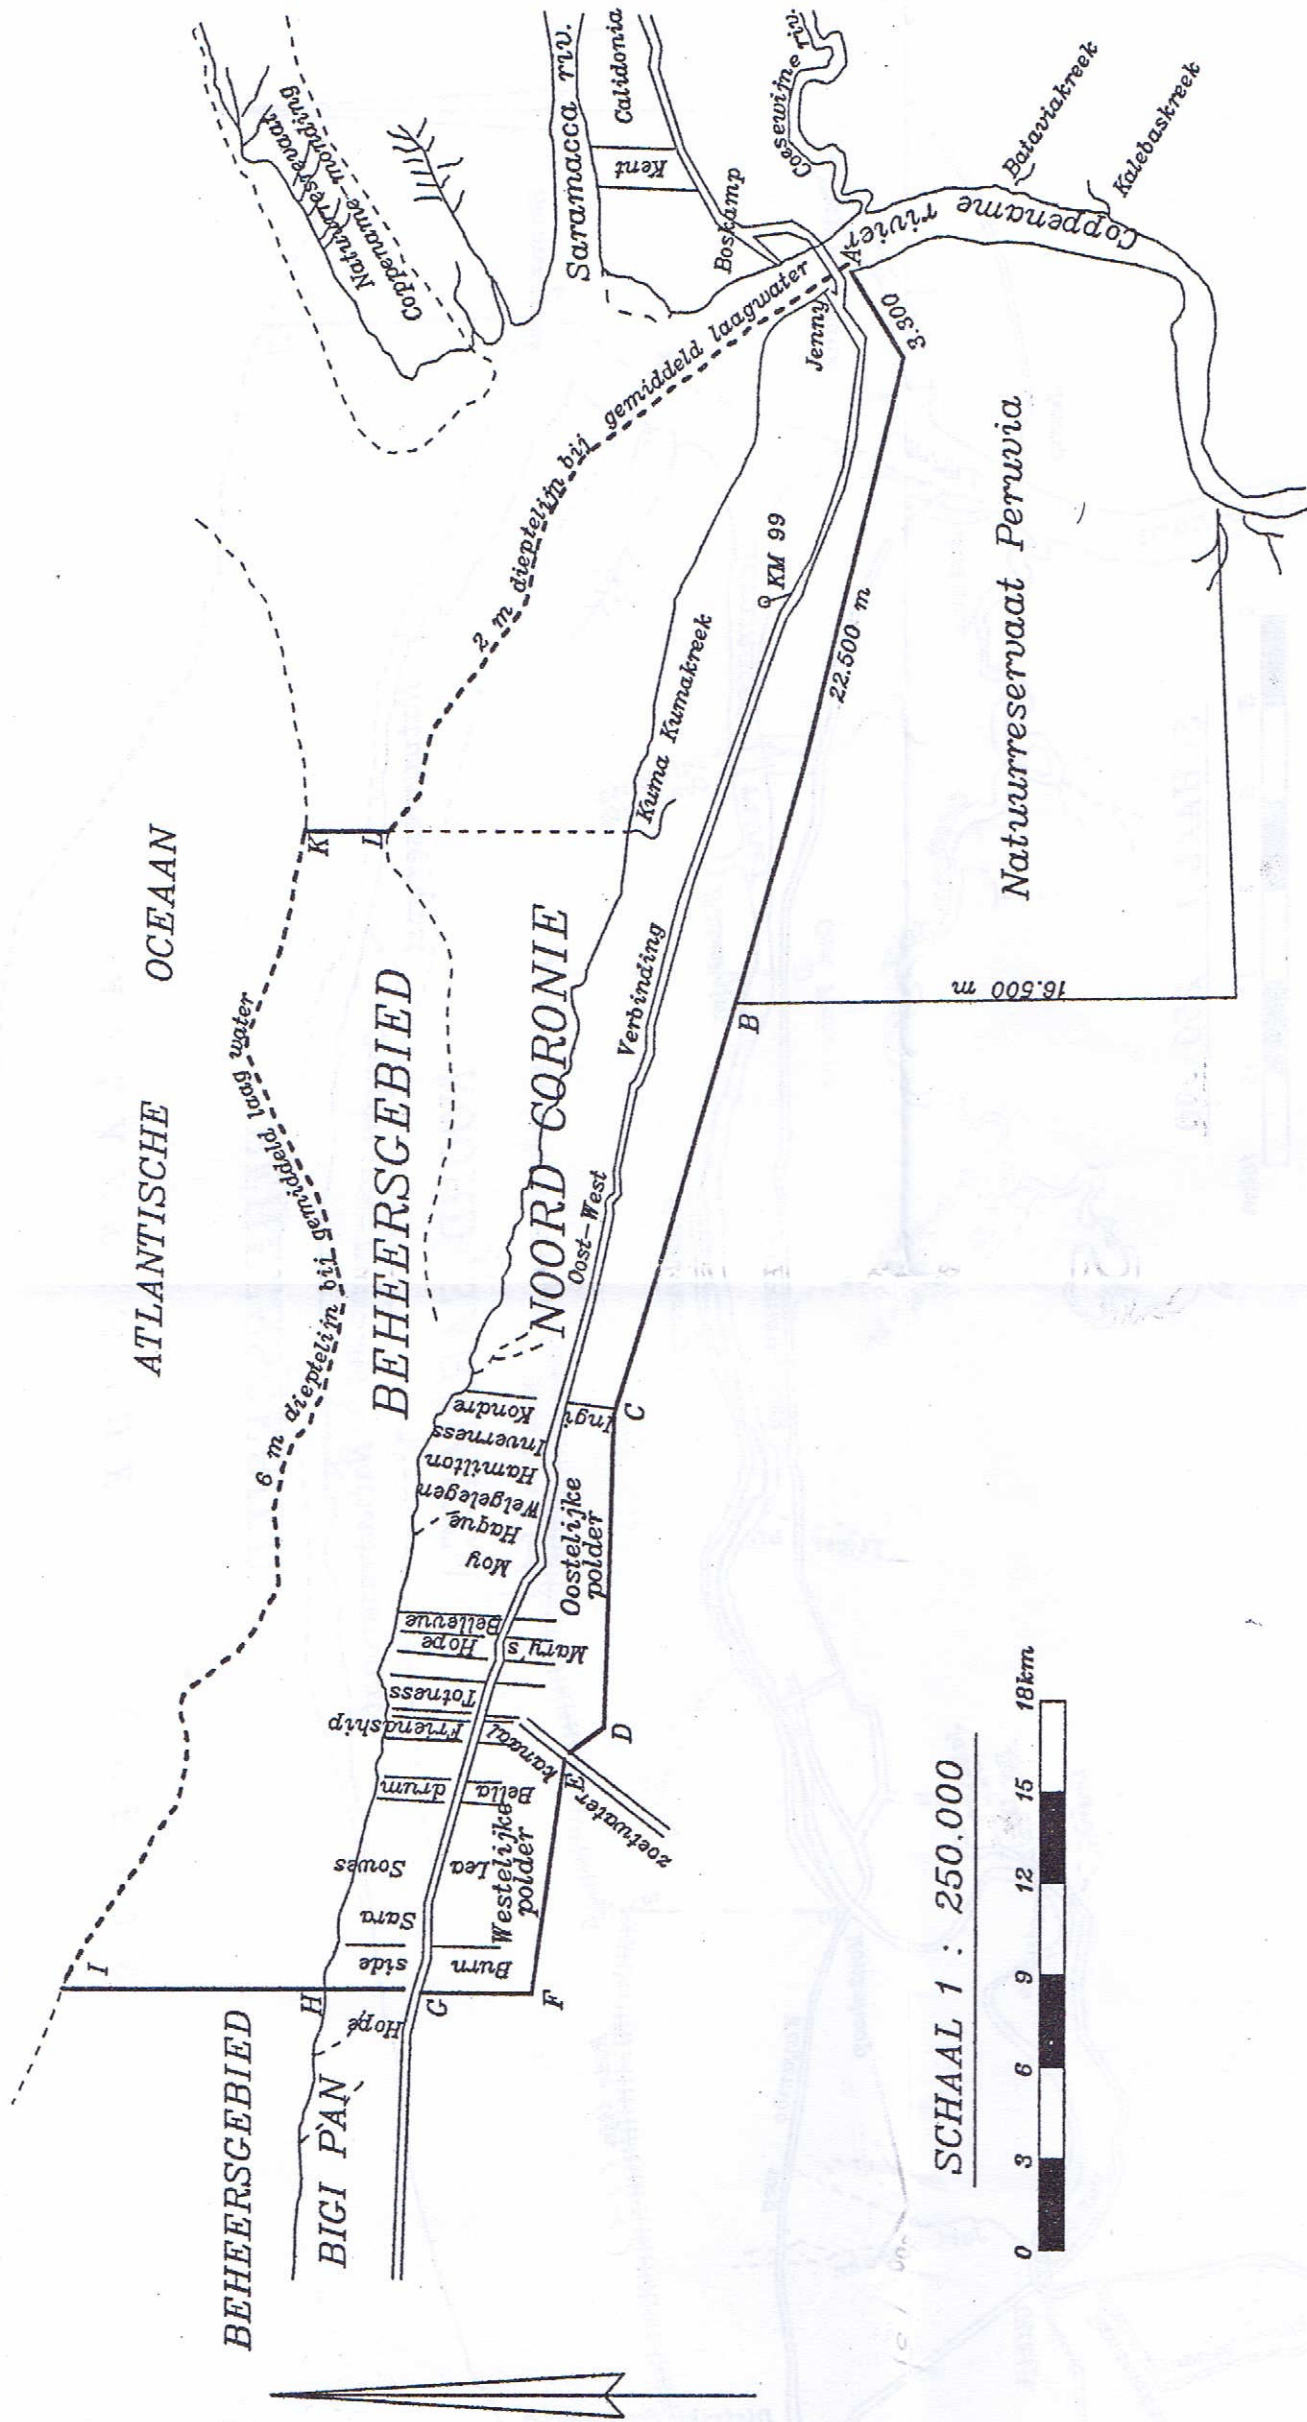 ATLANTISCHE OCEAAN
BEHEERSGEBIED
BIGI PAN
BEHEERSGEBIED
NOORD CORONIE
6 m dieptelijn bij gemiddeld laag water
2 m dieptelijn bij gemiddeld laagwater
I
H
G
F
E
D
C
B
A
K
L
Hope
Burn
side
Sara
Lea
Sowes
Bella
drum
Friendship
Totness
Mary's
Hope
Bellevue
Moy
Haque
Welgelegen
Hamilton
Inverness
Ingi
Kondre
Westelijke
polder
Oostelijke
polder
zoetwater kanaal
Oost-West Verbinding
Kuma Kumakreek
KM 99
Jenny
Boskamp
Kent
Calidonia
Saramacca riv.
Natuurreservaat
Coppename-monding
Coesewijne riv.
Coppename rivier
Bataviakreek
Kalebaskreek
3.300
22.500 m
16.500 m
Natuurreservaat Peruvia
SCHAAL 1 : 250.000
0 3 6 9 12 15 18km